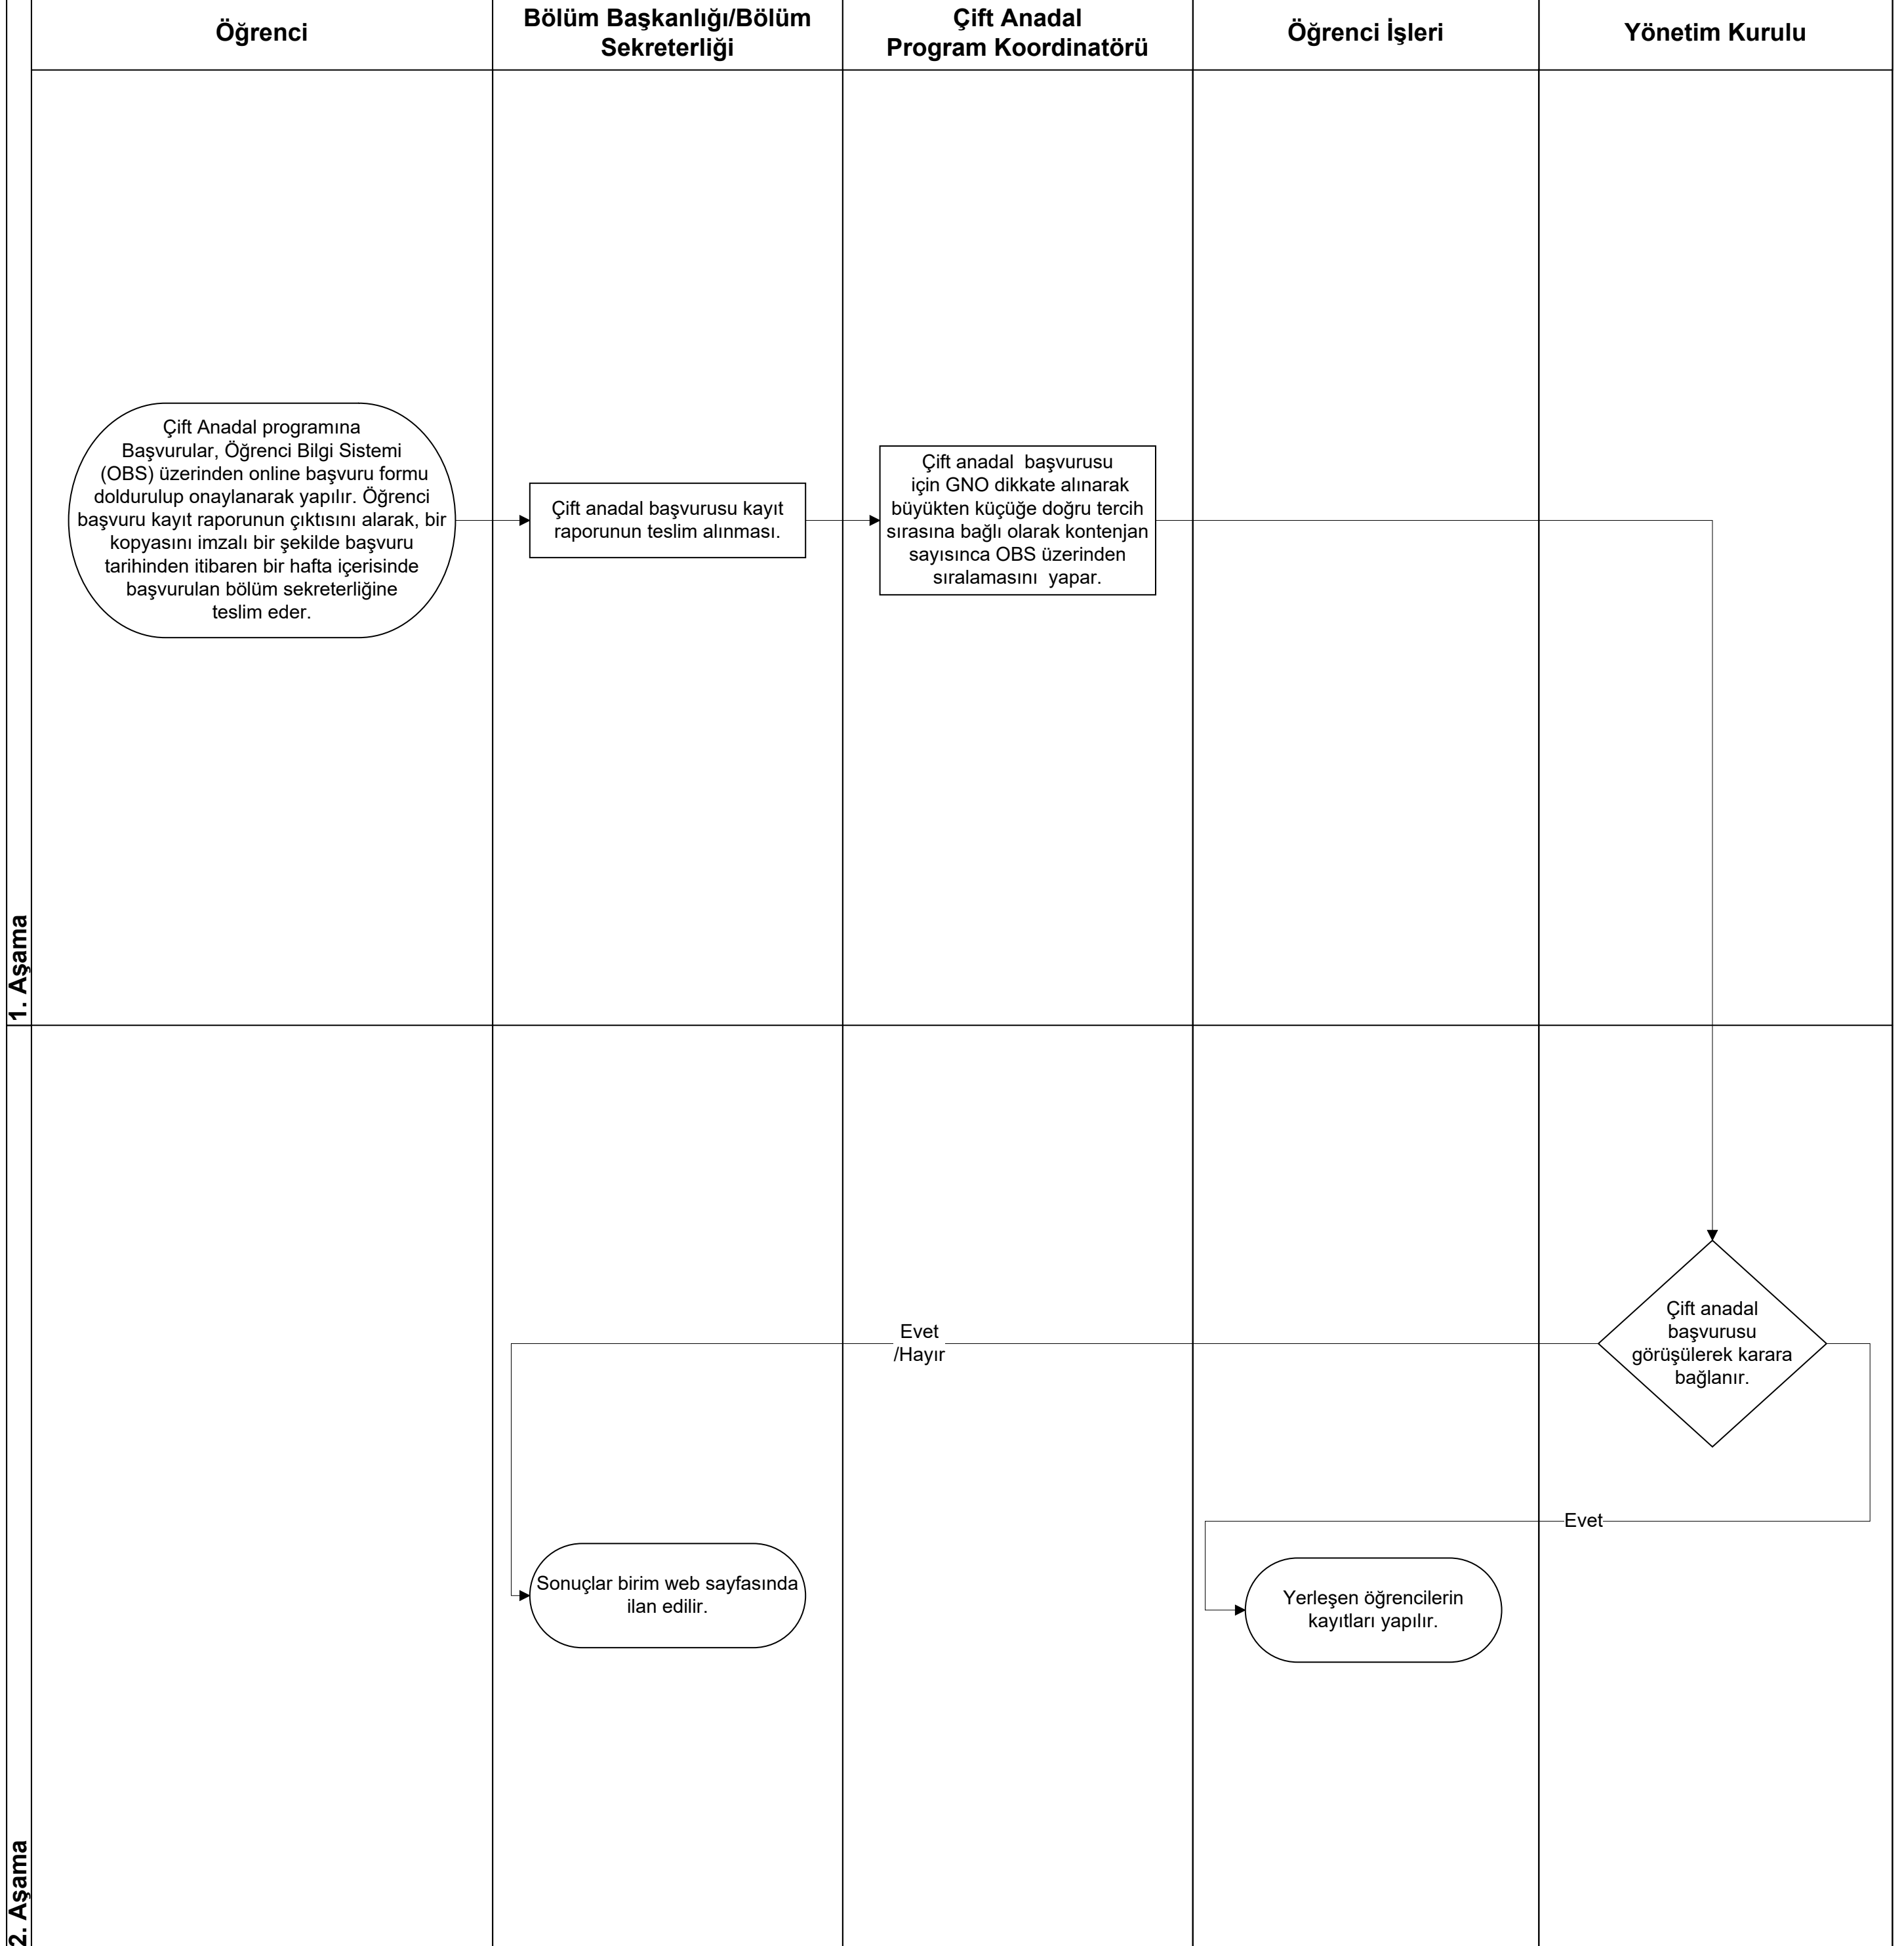 Öğrenci
Bölüm Başkanlığı/Bölüm
Sekreterliği
Çift Anadal
Program Koordinatörü
Öğrenci İşleri
Yönetim Kurulu
1. Aşama
Çift Anadal programına
Başvurular, Öğrenci Bilgi Sistemi
(OBS) üzerinden online başvuru formu
doldurulup onaylanarak yapılır. Öğrenci
başvuru kayıt raporunun çıktısını alarak, bir
kopyasını imzalı bir şekilde başvuru
tarihinden itibaren bir hafta içerisinde
başvurulan bölüm sekreterliğine
teslim eder.
Çift anadal başvurusu kayıt
raporunun teslim alınması.
Çift anadal  başvurusu
için GNO dikkate alınarak
büyükten küçüğe doğru tercih
sırasına bağlı olarak kontenjan
sayısınca OBS üzerinden
sıralamasını  yapar.
2. Aşama
Çift anadal
başvurusu
görüşülerek karara
bağlanır.
Evet
/Hayır
Evet
Sonuçlar birim web sayfasında
ilan edilir.
Yerleşen öğrencilerin
kayıtları yapılır.